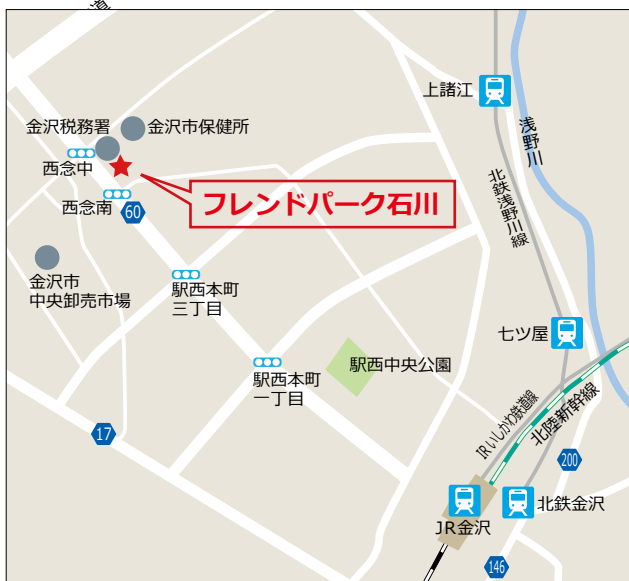 道
上諸江
金沢税務署
金沢市保健所
浅野川
西念中
北鉄浅野川線
フレンドパーク石川
西念南
60
金沢市
中央卸売市場
駅西本町
三丁目
七ツ屋
駅西中央公園
駅西本町
一丁目
IRいしかわ鉄道線
北陸新幹線
17
200
北鉄金沢
JR金沢
146